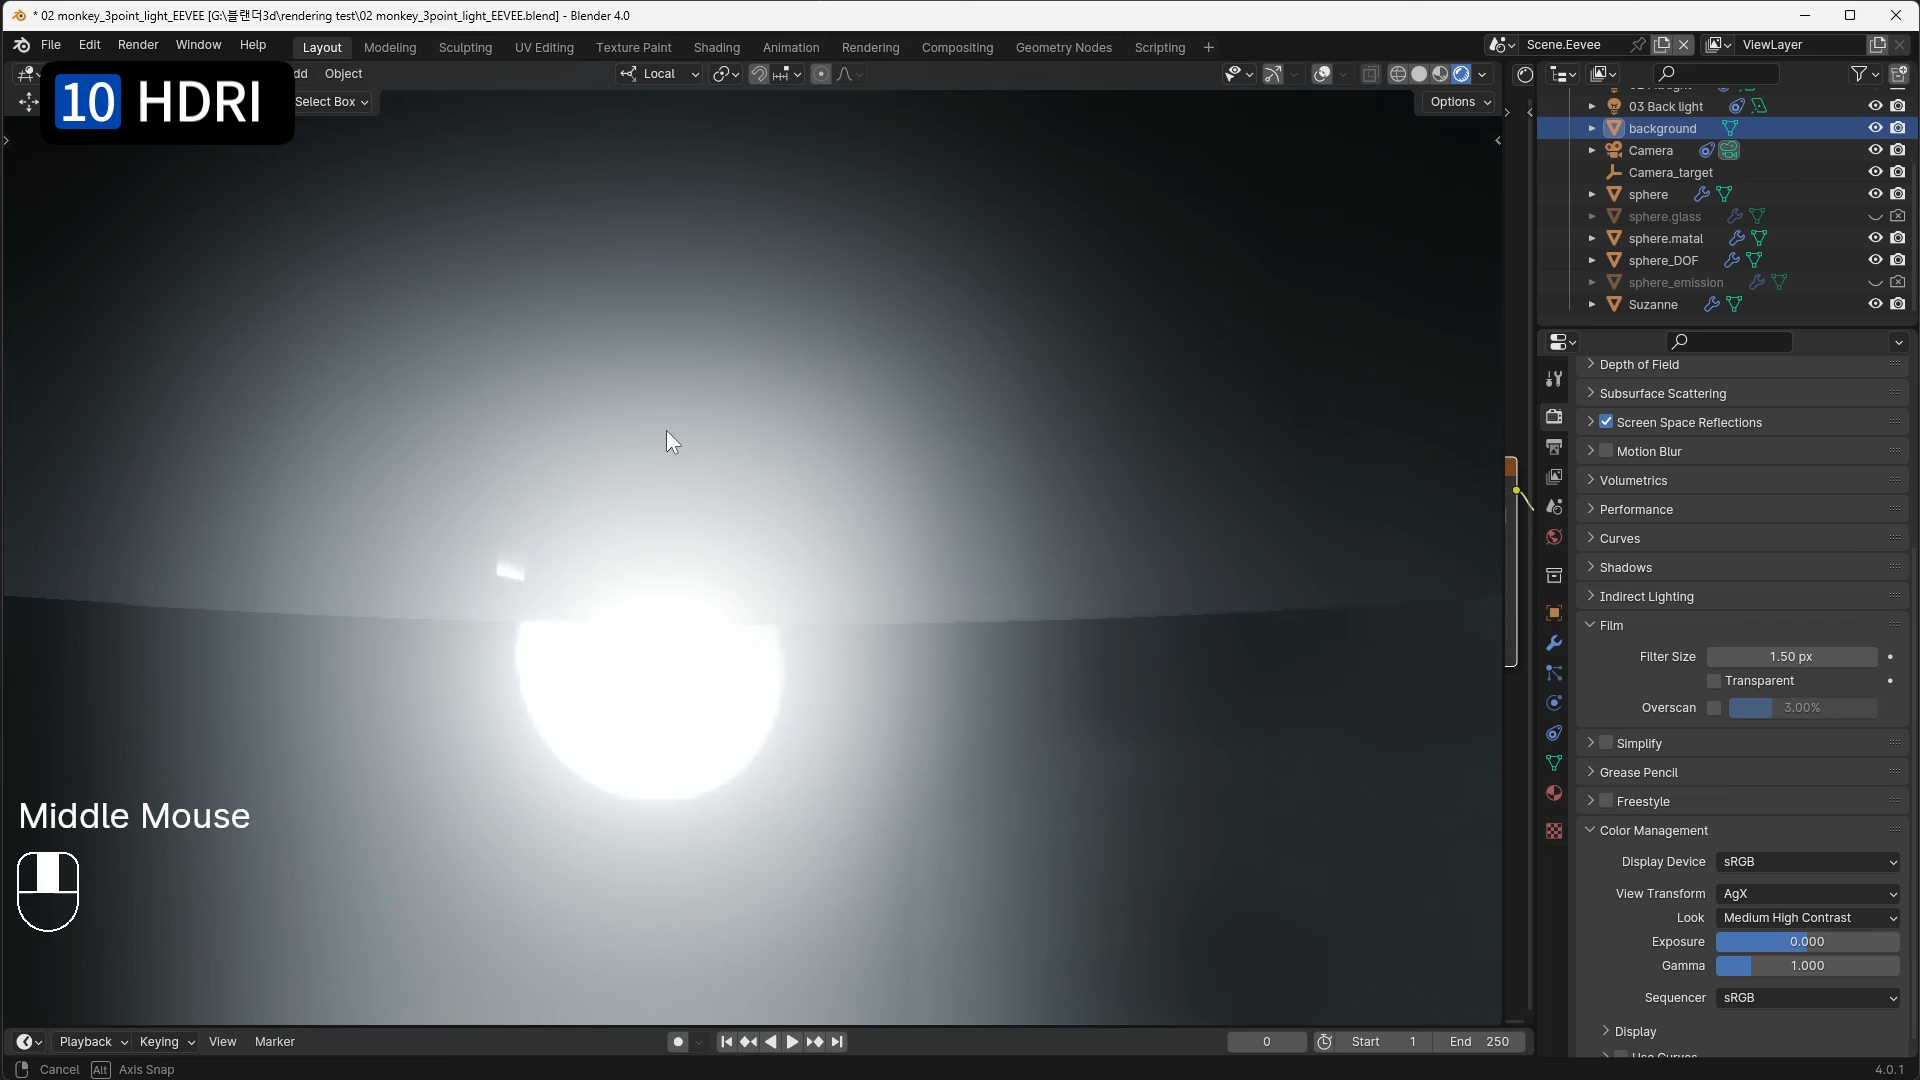 * 02 monkey_3point_light_EEVEE [G:\블랜더3d\rendering test\02 monkey_3point_light_EEVEE.blend] - Blender 4.0
File Edit Render Window Help Layout Modeling Sculpting UV Editing Texture Paint Shading Animation Rendering Compositing Geometry Nodes Scripting + Scene.Eevee ViewLayer
dd Object Local
10 HDRI
Select Box Options
03 Back light
background
Camera
Camera_target
sphere
sphere.glass
sphere.matal
sphere_DOF
sphere_emission
Suzanne
Depth of Field
Subsurface Scattering
Screen Space Reflections
Motion Blur
Volumetrics
Performance
Curves
Shadows
Indirect Lighting
Film
Filter Size 1.50 px
Transparent
Overscan 3.00%
Simplify
Grease Pencil
Freestyle
Color Management
Display Device sRGB
View Transform AgX
Look Medium High Contrast
Exposure 0.000
Gamma 1.000
Sequencer sRGB
Display
Middle Mouse
Playback Keying View Marker 0 Start 1 End 250
Cancel Alt Axis Snap 4.0.1